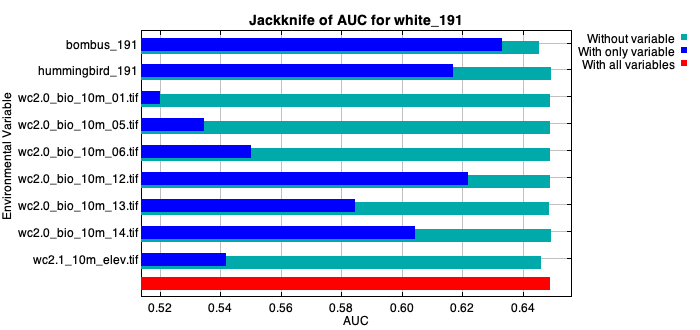 Jackknife of AUC for white_191
Without variable
With only variable
With all variables
Environmental Variable
bombus_191
hummingbird_191
wc2.0_bio_10m_01.tif
wc2.0_bio_10m_05.tif
wc2.0_bio_10m_06.tif
wc2.0_bio_10m_12.tif
wc2.0_bio_10m_13.tif
wc2.0_bio_10m_14.tif
wc2.1_10m_elev.tif
0.52 0.54 0.56 0.58 0.60 0.62 0.64
AUC